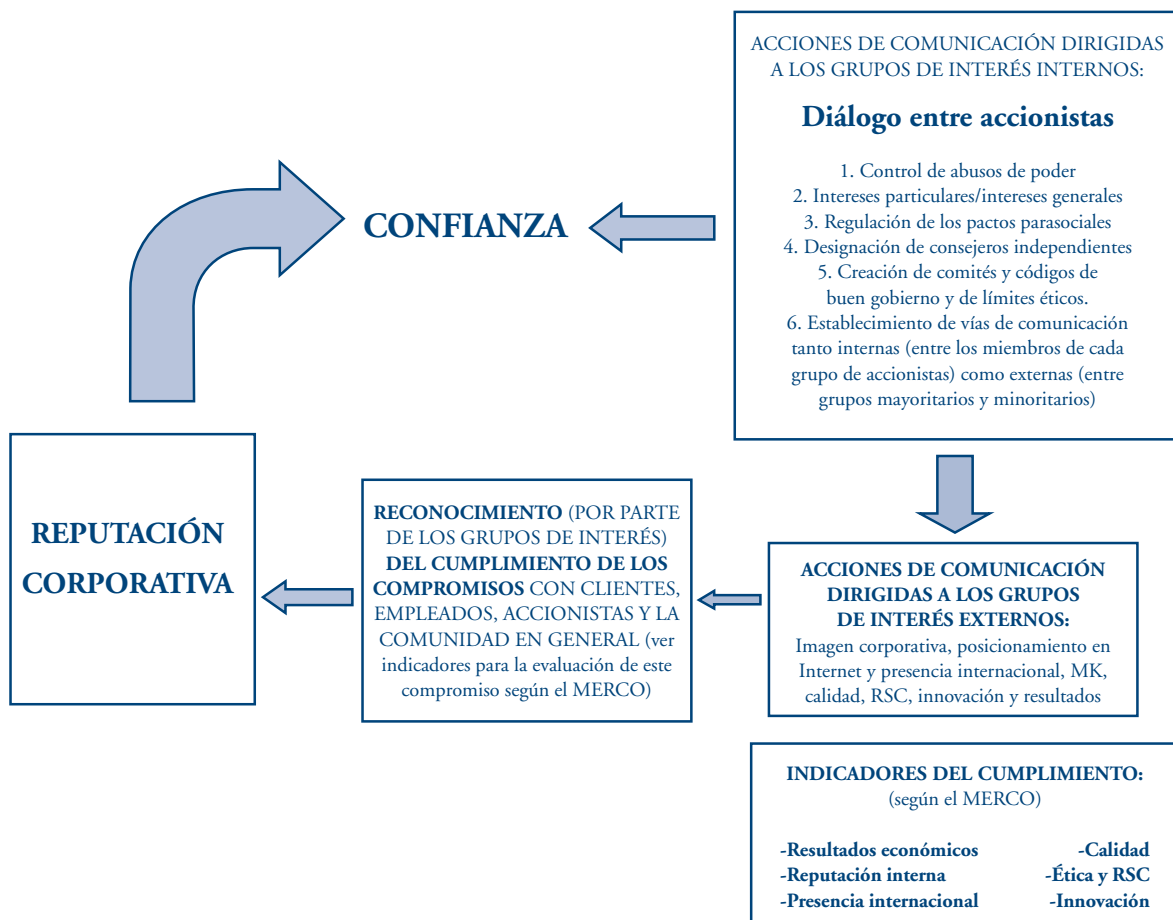 ACCIONES DE COMUNICACIÓN DIRIGIDAS
A LOS GRUPOS DE INTERÉS INTERNOS:
Diálogo entre accionistas
1. Control de abusos de poder
2. Intereses particulares/intereses generales
3. Regulación de los pactos parasociales
4. Designación de consejeros independientes
5. Creación de comités y códigos de
buen gobierno y de límites éticos.
6. Establecimiento de vías de comunicación
tanto internas (entre los miembros de cada
grupo de accionistas) como externas (entre
grupos mayoritarios y minoritarios)
CONFIANZA
REPUTACIÓN
CORPORATIVA
RECONOCIMIENTO (POR PARTE
DE LOS GRUPOS DE INTERÉS)
DEL CUMPLIMIENTO DE LOS
COMPROMISOS CON CLIENTES,
EMPLEADOS, ACCIONISTAS Y LA
COMUNIDAD EN GENERAL (ver
indicadores para la evaluación de este
compromiso según el MERCO)
ACCIONES DE COMUNICACIÓN
DIRIGIDAS A LOS GRUPOS
DE INTERÉS EXTERNOS:
Imagen corporativa, posicionamiento en
Internet y presencia internacional, MK,
calidad, RSC, innovación y resultados
INDICADORES DEL CUMPLIMIENTO:
(según el MERCO)
-Resultados económicos -Calidad
-Reputación interna -Ética y RSC
-Presencia internacional -Innovación